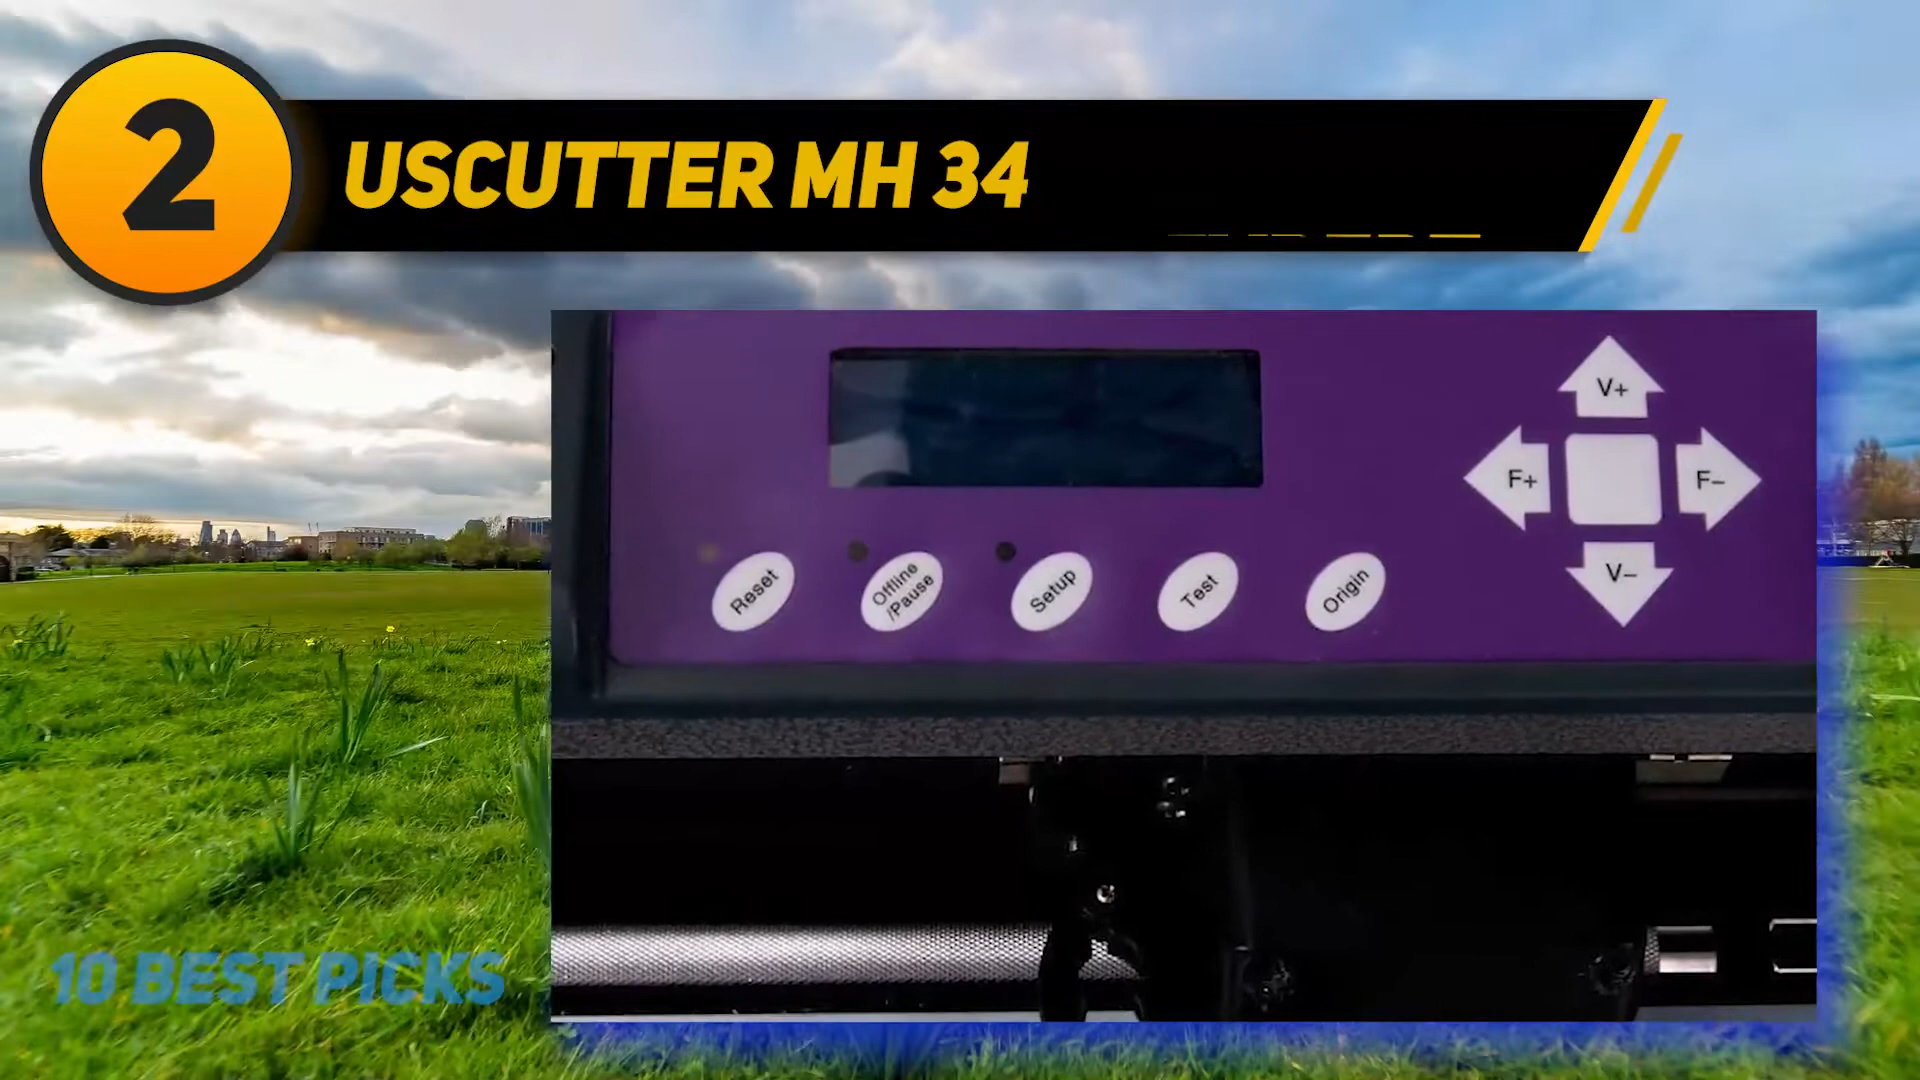 2
USCUTTER MH 34
V+
F+
F-
V-
Reset
Offline
/Pause
Setup
Test
Origin
10 BEST PICKS